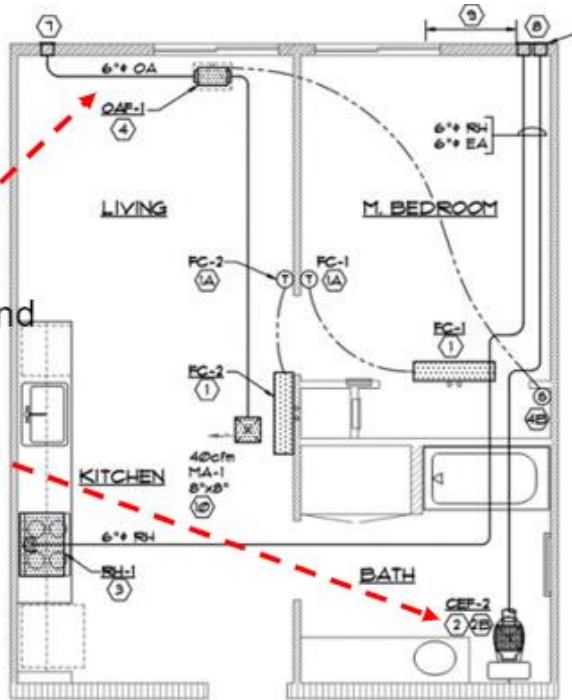 7
9
8
6"ϕ OA
OAF-1
4
6"ϕ RH
6"ϕ EA
LIVING
M. BEDROOM
FC-2
1A
T
T
FC-1
1A
nd
FC-2
1
FC-1
1
6
4B
40cfm
MA-1
8"x8"
10
KITCHEN
6"ϕ RH
RH-1
3
BATH
CEF-2
2
2B